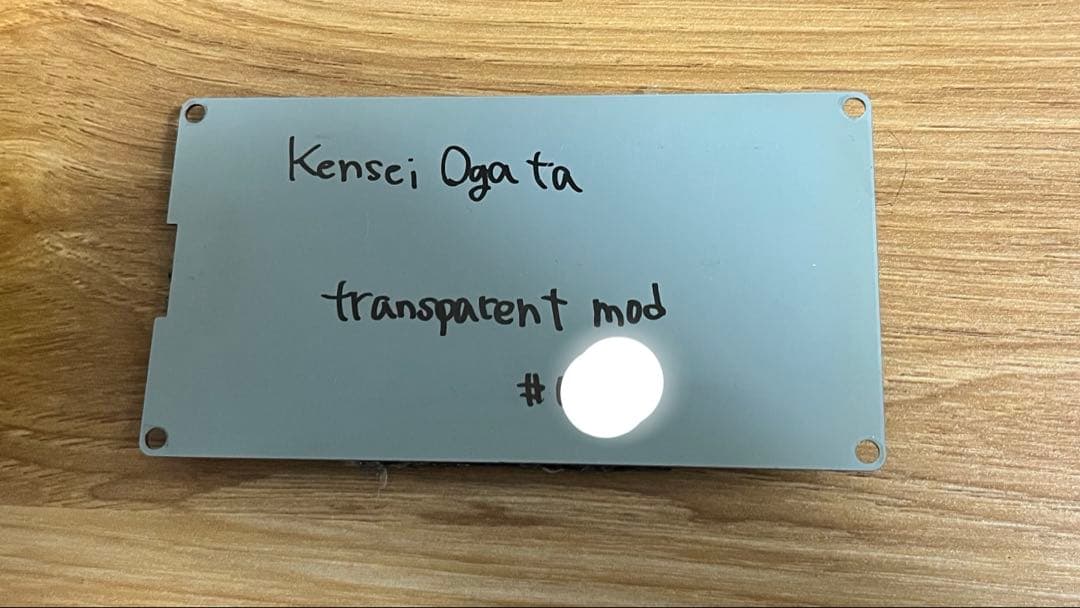 Kensei Ogata
transparent mod
#